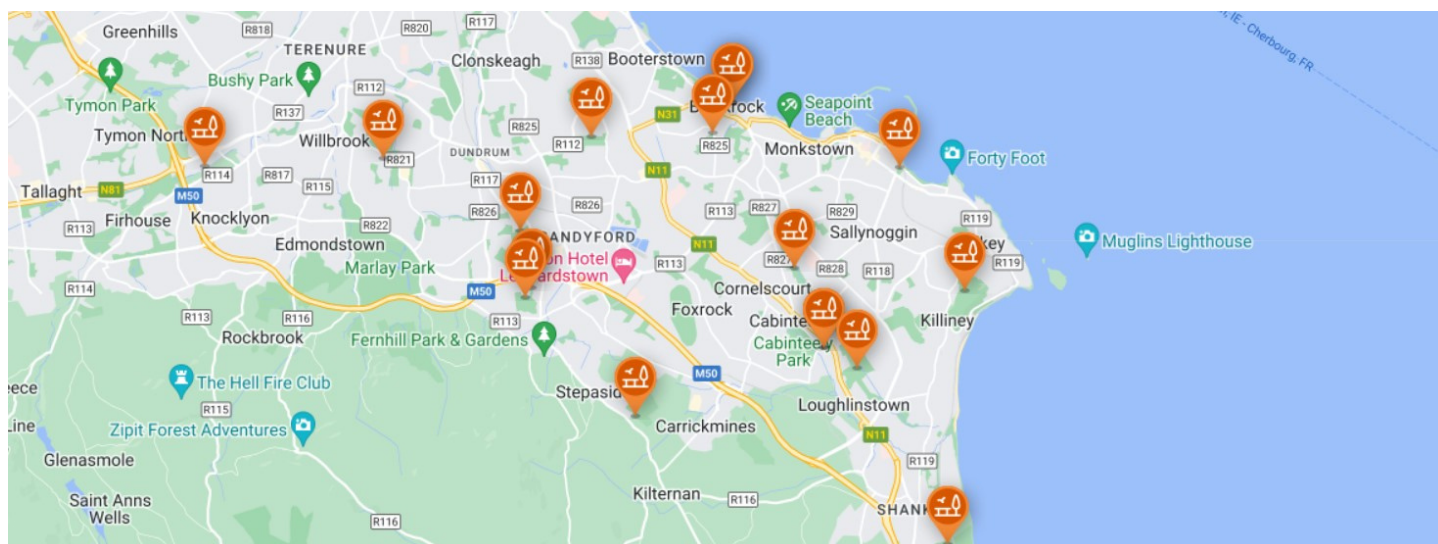 Greenhills
R818
R820
R117
TERENURE
Clonskeagh
R138
Booterstown
IE - Cherbourg, FR
Bushy Park
Tymon Park
R112
R137
N31
Seapoint
Beach
Tymon North
Willbrook
R825
R112
R825
Monkstown
DUNDRUM
R821
Forty Foot
Tallaght
N81
R114
R817
R115
R117
N11
M50
Firhouse
Knocklyon
R822
R826
R826
R113
R827
R829
R119
R113
Edmondstown
Sallynoggin
Muglins Lighthouse
Marlay Park
N11
R119
R113
R828
R118
R114
M50
Cornelscourt
R113
R116
R113
Foxrock
Killiney
Rockbrook
Fernhill Park & Gardens
Cabinteely
Park
The Hell Fire Club
M50
R115
Stepaside
Loughlinstown
Line
Zipit Forest Adventures
Carrickmines
N11
Glenasmole
R119
Saint Anns
Wells
Kilternan
R116
R116